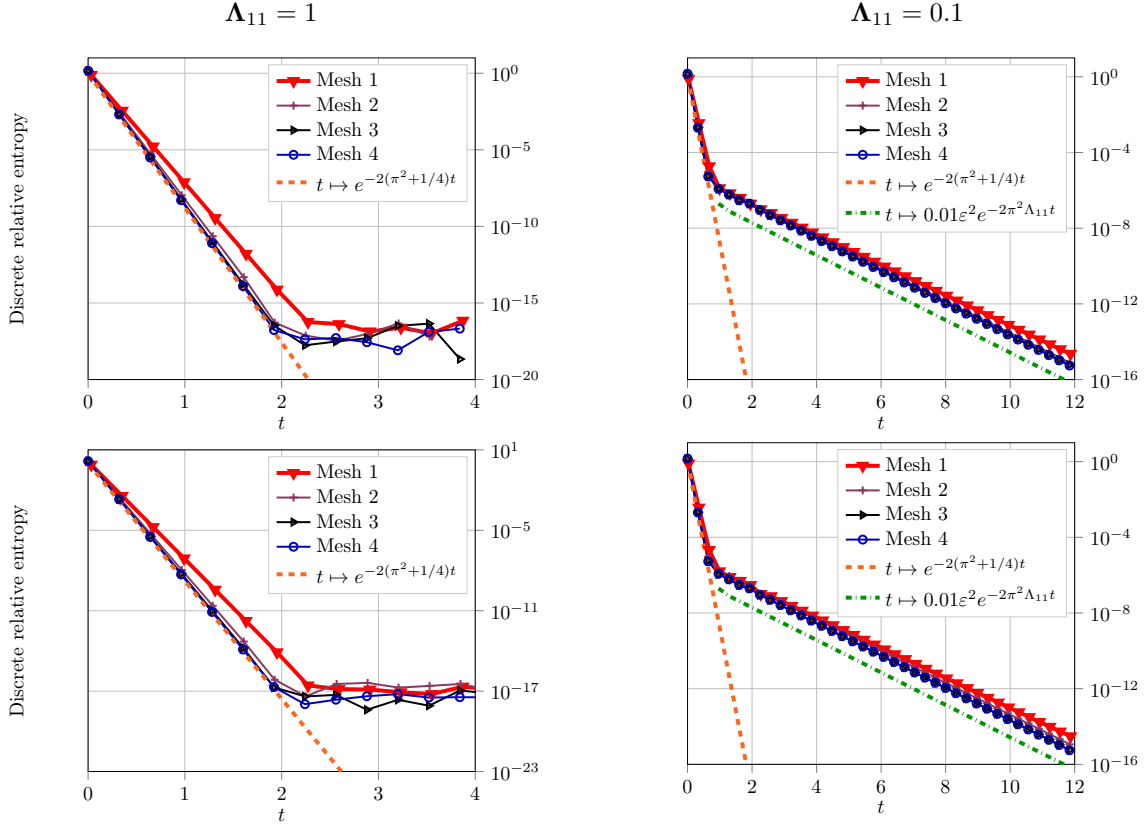 Λ₁₁ = 1
Λ₁₁ = 0.1
Discrete relative entropy
Mesh 1
Mesh 2
Mesh 3
Mesh 4
t ↦ e^{-2(π²+1/4)t}
10^0
10^{-5}
10^{-10}
10^{-15}
10^{-20}
0 1 2 3 4
t
Mesh 1
Mesh 2
Mesh 3
Mesh 4
t ↦ e^{-2(π²+1/4)t}
t ↦ 0.01ε²e^{-2π²Λ₁₁t}
10^0
10^{-4}
10^{-8}
10^{-12}
10^{-16}
0 2 4 6 8 10 12
t
Discrete relative entropy
Mesh 1
Mesh 2
Mesh 3
Mesh 4
t ↦ e^{-2(π²+1/4)t}
10^1
10^{-5}
10^{-11}
10^{-17}
10^{-23}
0 1 2 3 4
t
Mesh 1
Mesh 2
Mesh 3
Mesh 4
t ↦ e^{-2(π²+1/4)t}
t ↦ 0.01ε²e^{-2π²Λ₁₁t}
10^0
10^{-4}
10^{-8}
10^{-12}
10^{-16}
0 2 4 6 8 10 12
t